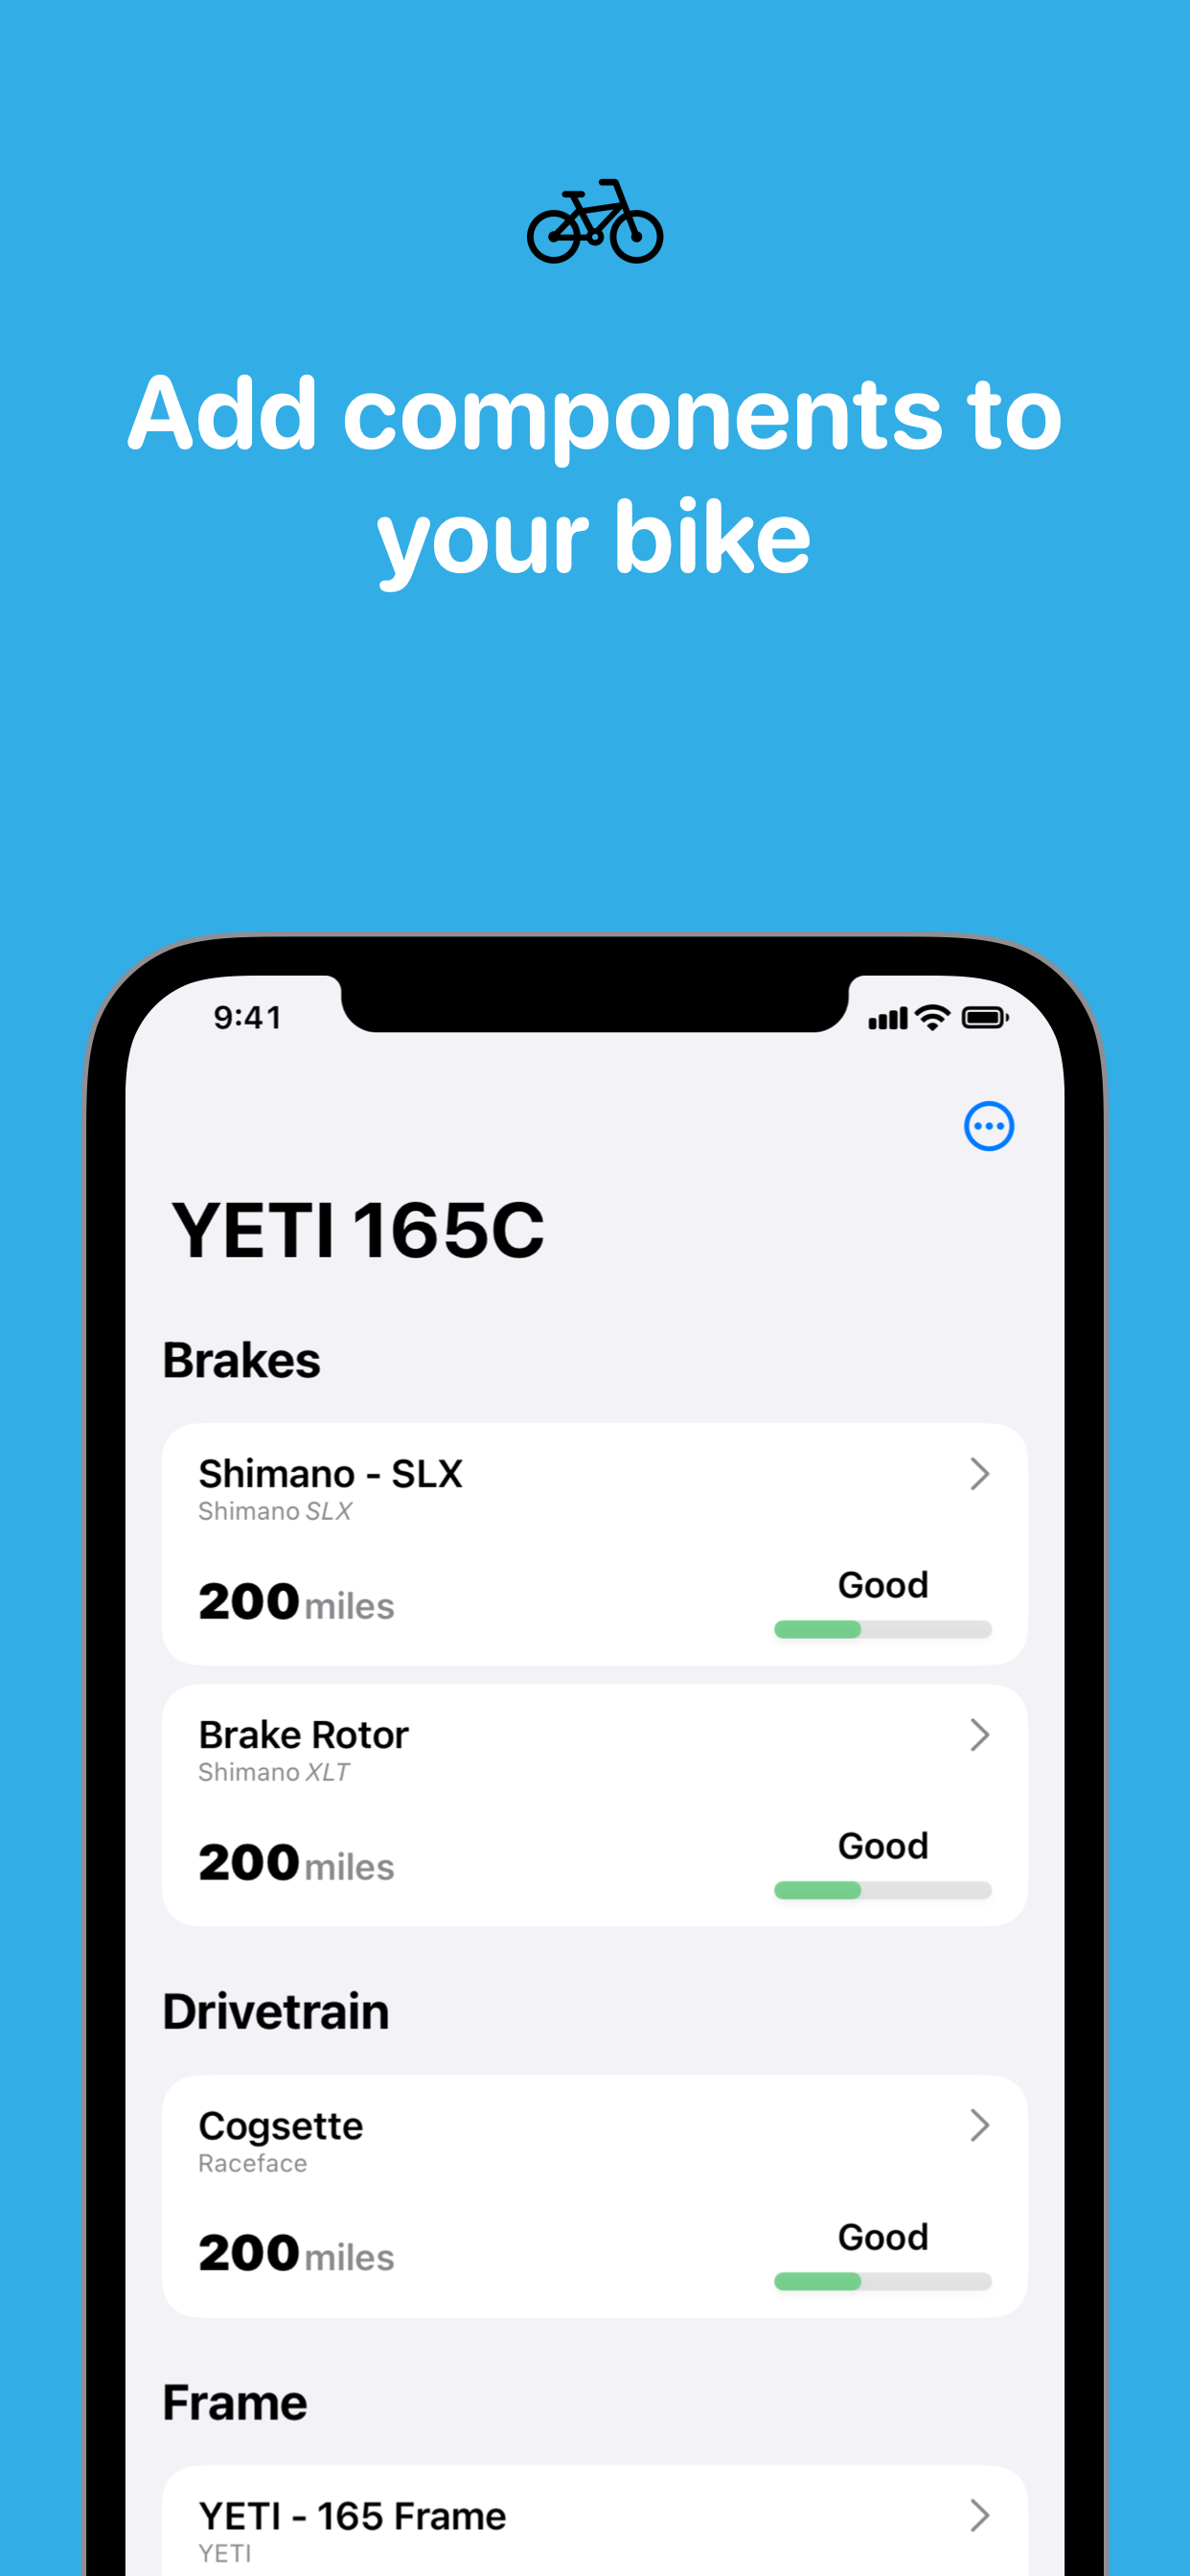 Add components to
your bike
9:41
YETI 165C
Brakes
Shimano - SLX
Shimano SLX
200 miles
Good
Brake Rotor
Shimano XLT
200 miles
Good
Drivetrain
Cogsette
Raceface
200 miles
Good
Frame
YETI - 165 Frame
YETI